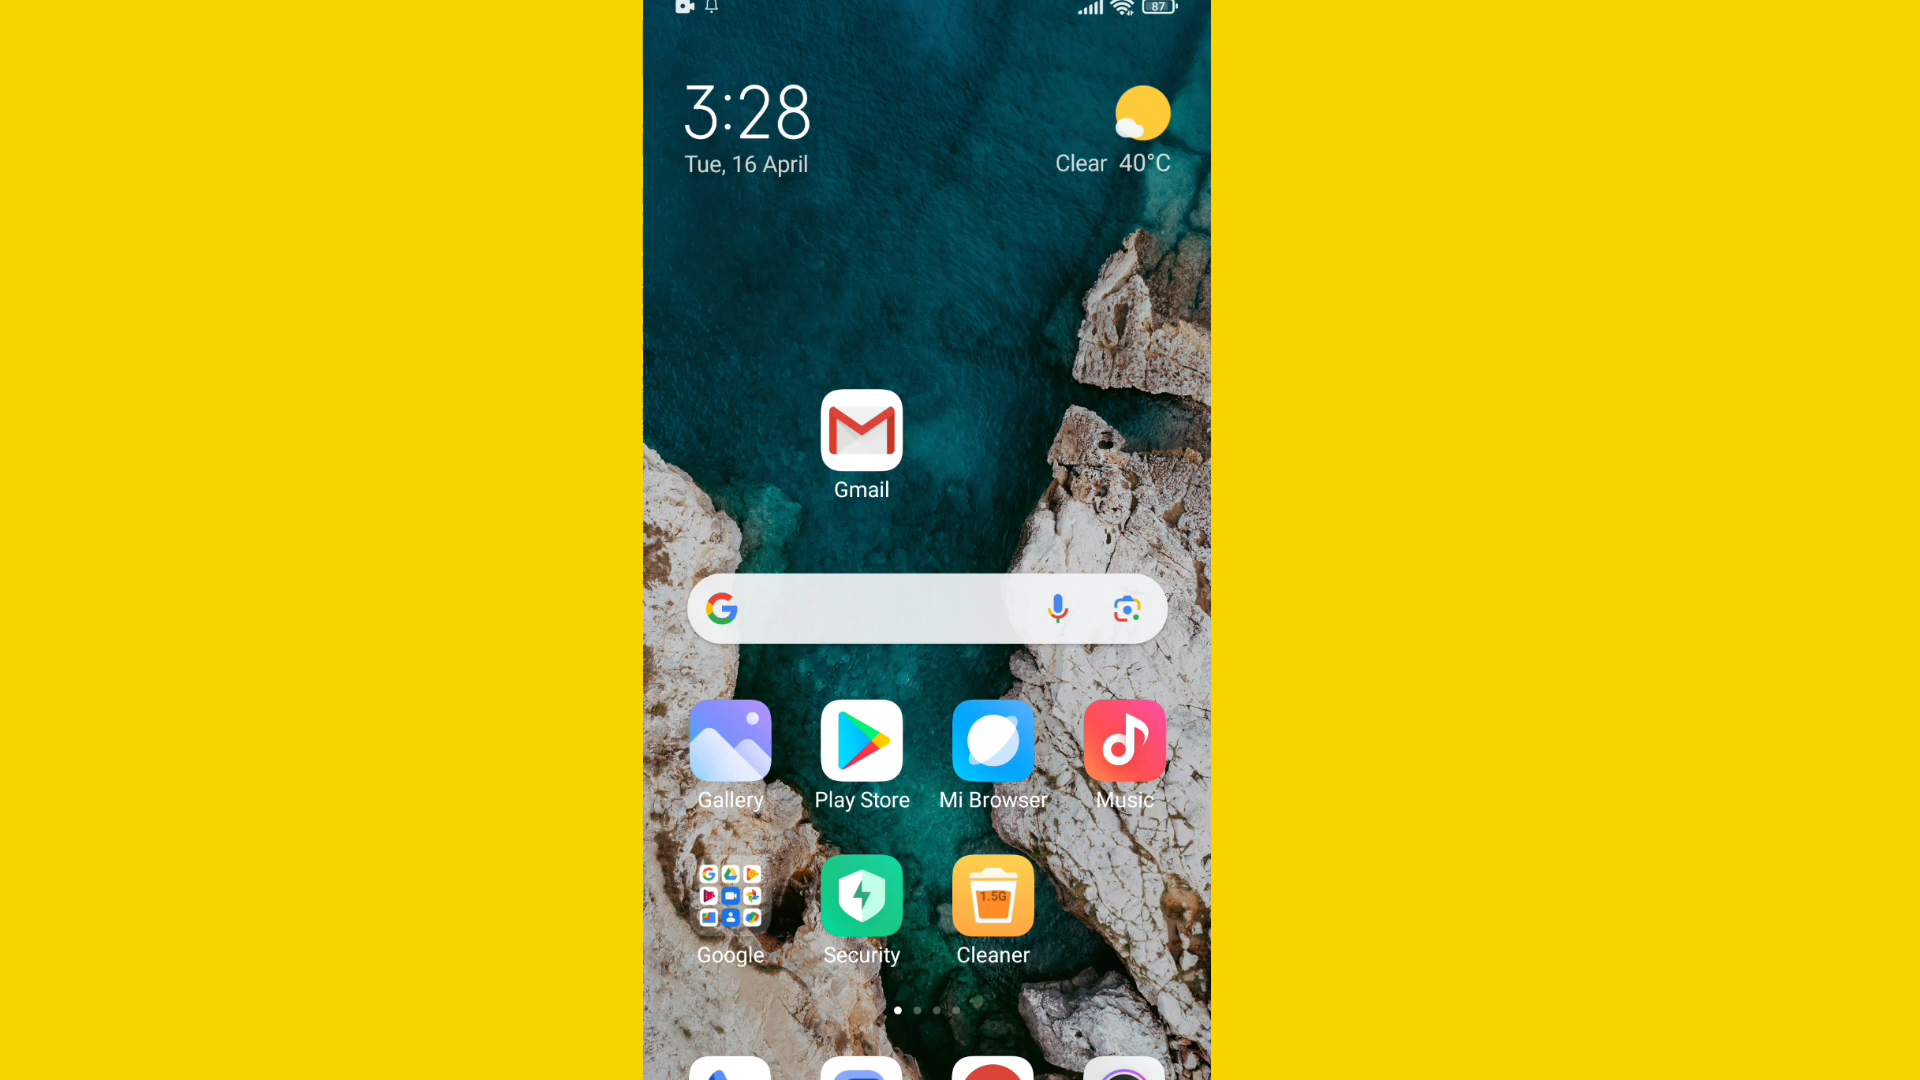 87
3:28
Tue, 16 April
Clear 40°C
Gmail
Gallery
Play Store
Mi Browser
Music
1.5G
Google
Security
Cleaner